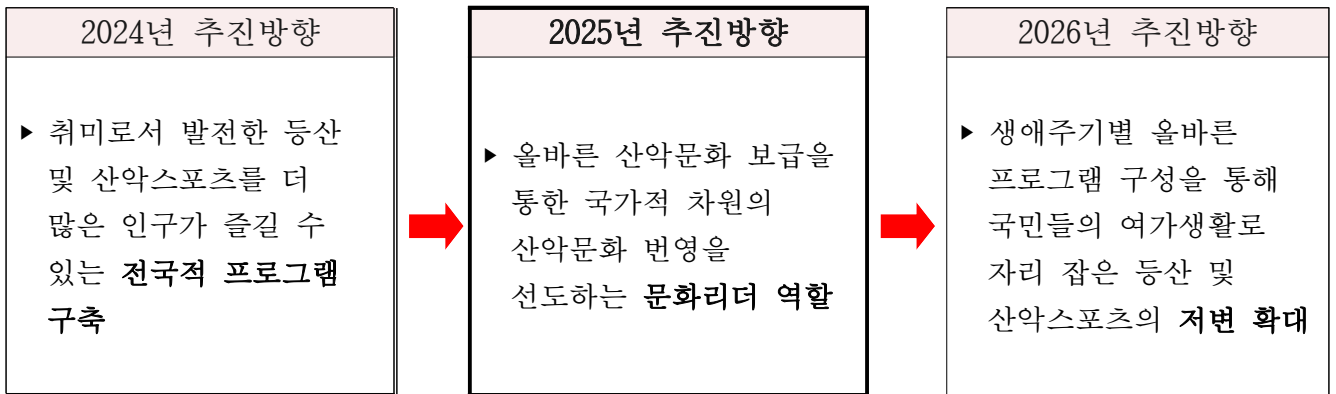 2024년 추진방향
▶ 취미로서 발전한 등산
및 산악스포츠를 더
많은 인구가 즐길 수
있는 전국적 프로그램
구축
2025년 추진방향
▶ 올바른 산악문화 보급을
통한 국가적 차원의
산악문화 번영을
선도하는 문화리더 역할
2026년 추진방향
▶ 생애주기별 올바른
프로그램 구성을 통해
국민들의 여가생활로
자리 잡은 등산 및
산악스포츠의 저변 확대